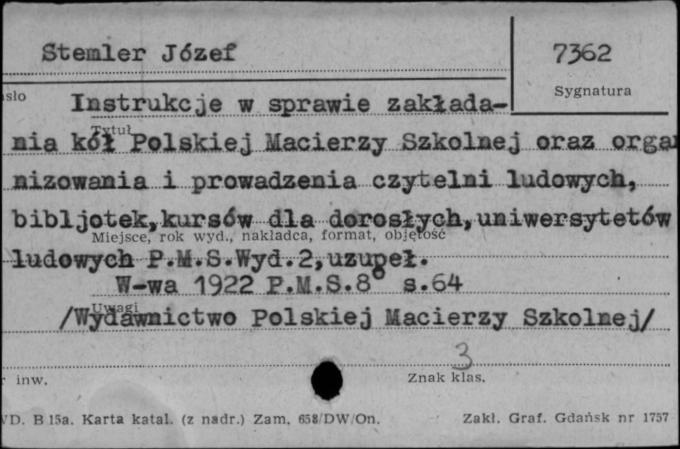 Stemler Józef
7362
Sygnatura
Instrukcje w sprawie zakłada-
Tytuł
nia kół Polskiej Macierzy Szkolnej oraz orga
nizowania i prowadzenia czytelni ludowych,
bibljotek,kursów dla dorosłych,uniwersytetów
Miejsce, rok wyd., nakładca, format, objętość
ludowych P.M.S.Wyd.2,uzupeł.
W-wa 1922 P.M.S.8° s.64
Uwagi
/Wydawnictwo Polskiej Macierzy Szkolnej/
3
inw.
Znak klas.
B 15a. Karta katal. (z nadr.) Zam. 658/DW/On.
Zakł. Graf. Gdańsk nr 1757